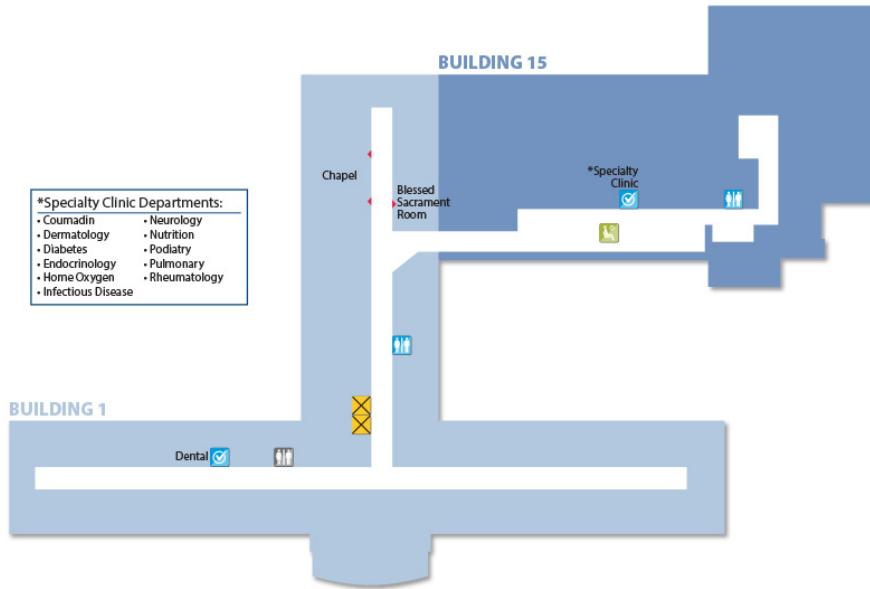 BUILDING 15
Chapel
Blessed
Sacrament
Room
*Specialty
Clinic
*Specialty Clinic Departments:
• Coumadin
• Dermatology
• Diabetes
• Endocrinology
• Home Oxygen
• Infectious Disease
• Neurology
• Nutrition
• Podiatry
• Pulmonary
• Rheumatology
BUILDING 1
Dental